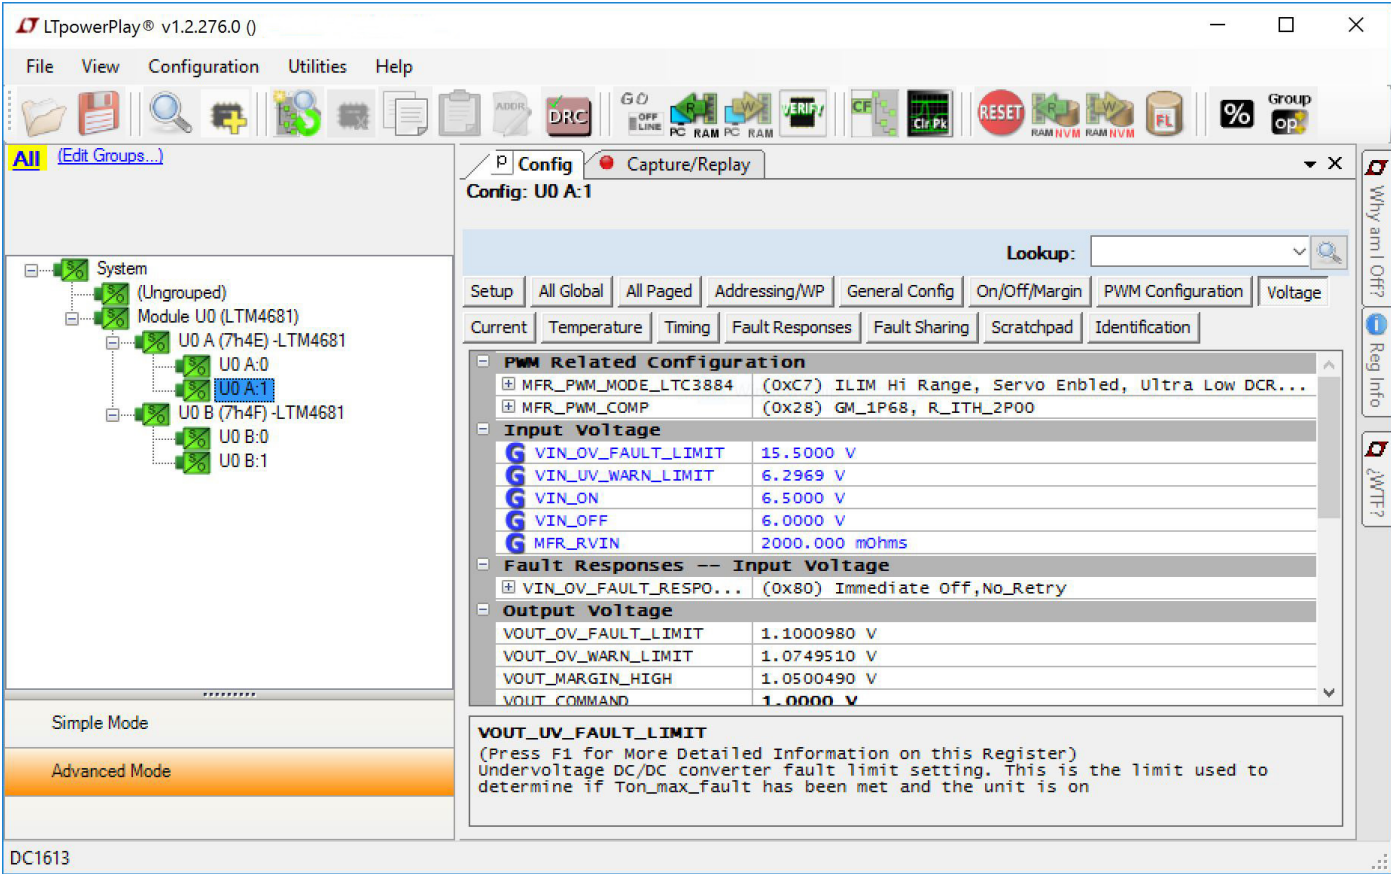 LTpowerPlay® v1.2.276.0 ()
File View Configuration Utilities Help
ADDR DRC GO OFF LINE R PC RAM W PC RAM VERIFY CF Clr Pk RESET R RAM NVM W RAM NVM FL % Group op
All (Edit Groups...)
System
(Ungrouped)
Module U0 (LTM4681)
U0 A (7h4E) -LTM4681
U0 A:0
U0 A:1
U0 B (7h4F) -LTM4681
U0 B:0
U0 B:1
Simple Mode
Advanced Mode
P Config Capture/Replay
Config: U0 A:1
Lookup:
Setup All Global All Paged Addressing/WP General Config On/Off/Margin PWM Configuration Voltage
Current Temperature Timing Fault Responses Fault Sharing Scratchpad Identification
PWM Related Configuration
MFR_PWM_MODE_LTC3884 (0xC7) ILIM Hi Range, Servo Enbled, Ultra Low DCR...
MFR_PWM_COMP (0x28) GM_1P68, R_ITH_2P00
Input Voltage
G VIN_OV_FAULT_LIMIT 15.5000 V
G VIN_UV_WARN_LIMIT 6.2969 V
G VIN_ON 6.5000 V
G VIN_OFF 6.0000 V
G MFR_RVIN 2000.000 mOhms
Fault Responses -- Input Voltage
VIN_OV_FAULT_RESPO... (0x80) Immediate Off,No_Retry
Output Voltage
VOUT_OV_FAULT_LIMIT 1.1000980 V
VOUT_OV_WARN_LIMIT 1.0749510 V
VOUT_MARGIN_HIGH 1.0500490 V
VOUT_COMMAND 1.0000 V
VOUT_UV_FAULT_LIMIT
(Press F1 for More Detailed Information on this Register)
Undervoltage DC/DC converter fault limit setting. This is the limit used to
determine if Ton_max_fault has been met and the unit is on
Why am I Off?
Reg Info
¿WTF?
DC1613